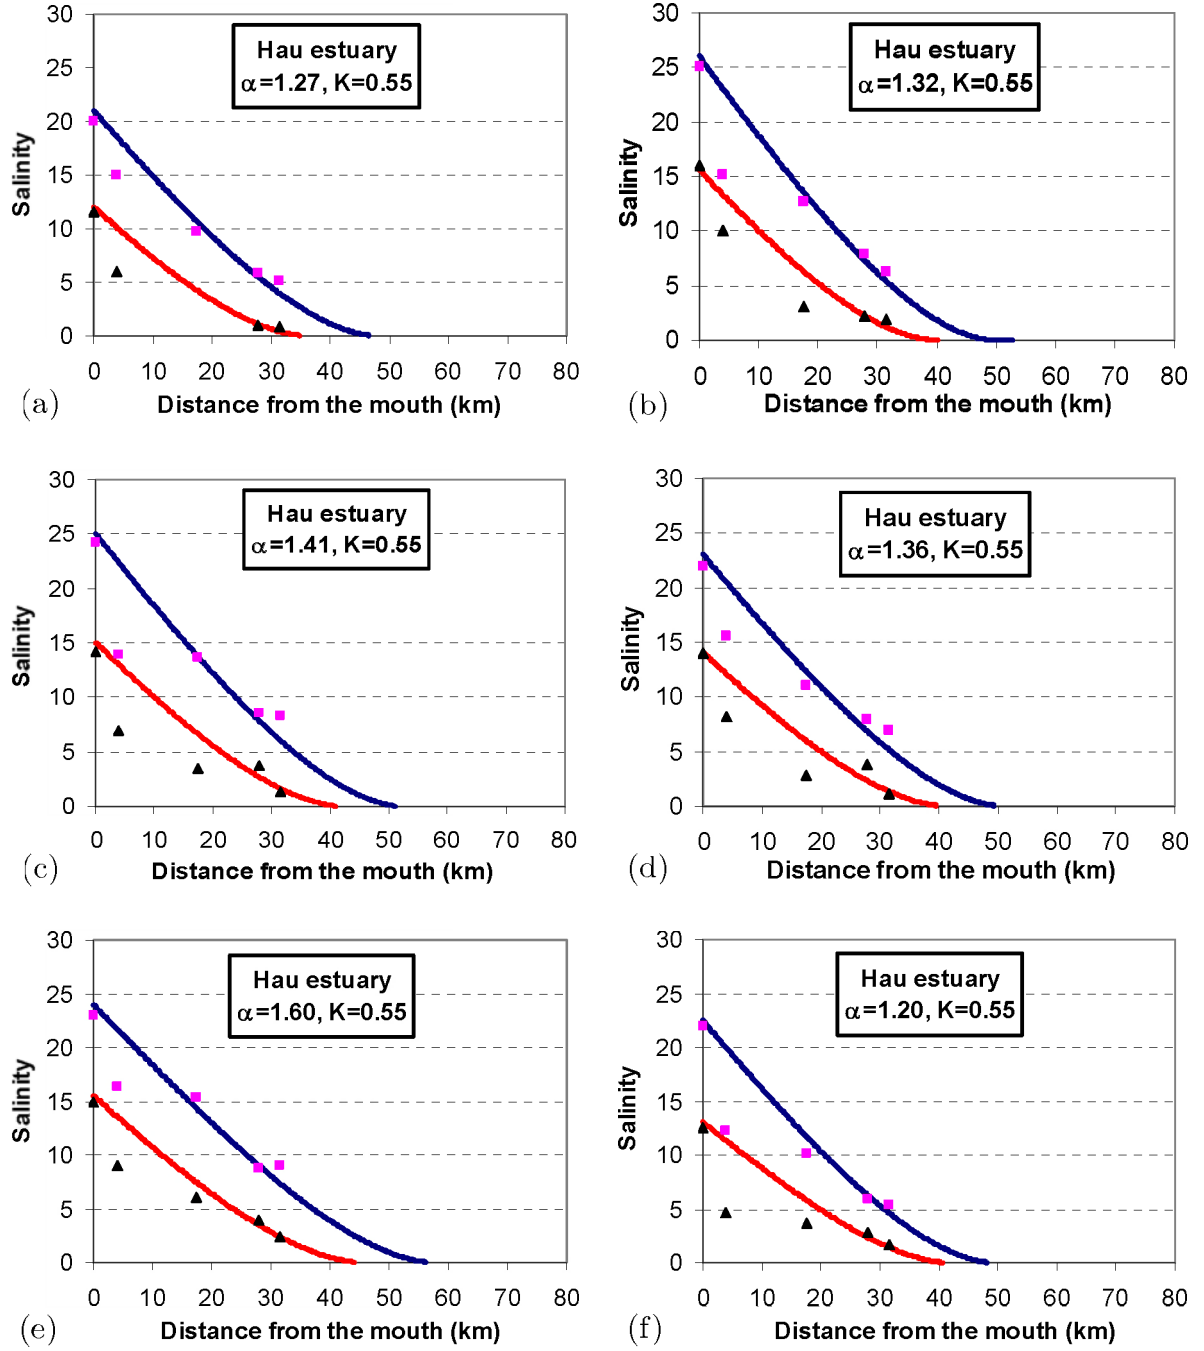 30
25
20
15
10
5
0
Salinity
Hau estuary
α=1.27, K=0.55
0 10 20 30 40 50 60 70 80
(a) Distance from the mouth (km)
30
25
20
15
10
5
0
Salinity
Hau estuary
α=1.32, K=0.55
0 10 20 30 40 50 60 70 80
(b) Distance from the mouth (km)
30
25
20
15
10
5
0
Salinity
Hau estuary
α=1.41, K=0.55
0 10 20 30 40 50 60 70 80
(c) Distance from the mouth (km)
30
25
20
15
10
5
0
Salinity
Hau estuary
α=1.36, K=0.55
0 10 20 30 40 50 60 70 80
(d) Distance from the mouth (km)
30
25
20
15
10
5
0
Salinity
Hau estuary
α=1.60, K=0.55
0 10 20 30 40 50 60 70 80
(e) Distance from the mouth (km)
30
25
20
15
10
5
0
Salinity
Hau estuary
α=1.20, K=0.55
0 10 20 30 40 50 60 70 80
(f) Distance from the mouth (km)